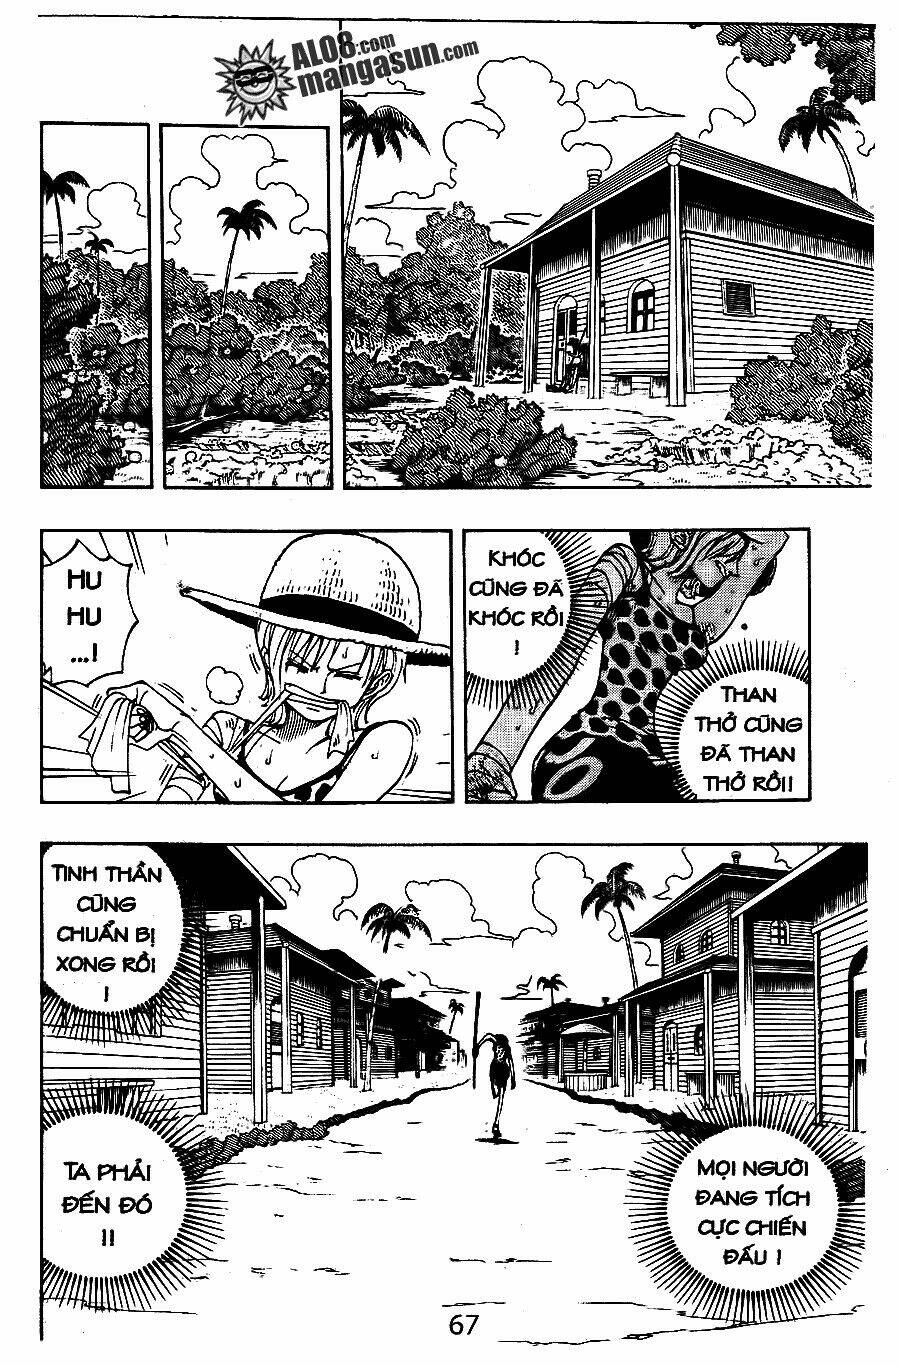 ALO8.com
mangasun.com
HU
HU
...!
KHÓC
CŨNG ĐÃ
KHÓC RỒI
!
THAN
THỞ CŨNG
ĐÃ THAN
THỞ RỒI!
TINH THẦN
CŨNG
CHUẨN BỊ
XONG RỒI
!
TA PHẢI
ĐẾN ĐÓ
!!
MỌI NGƯỜI
ĐANG TÍCH
CỰC CHIẾN
ĐẤU !
67